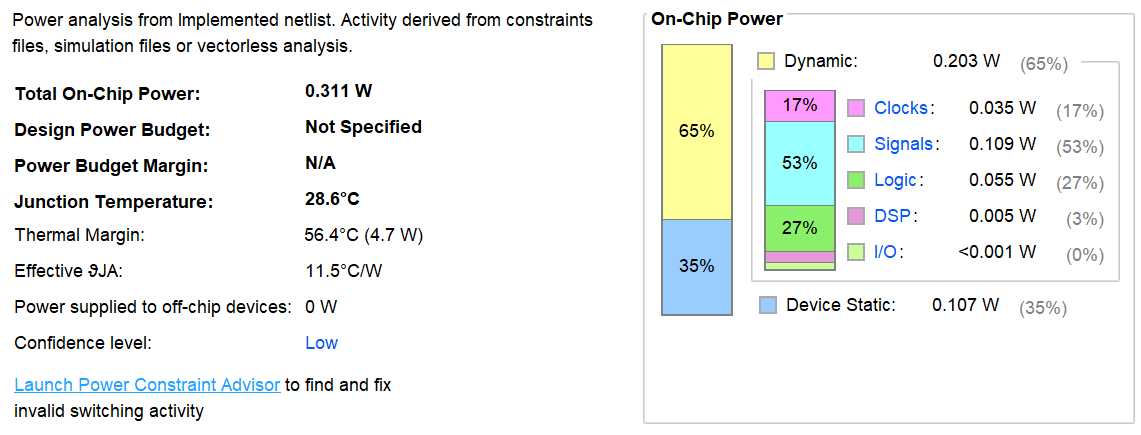 Power analysis from Implemented netlist. Activity derived from constraints
files, simulation files or vectorless analysis.
Total On-Chip Power: 0.311 W
Design Power Budget: Not Specified
Power Budget Margin: N/A
Junction Temperature: 28.6°C
Thermal Margin: 56.4°C (4.7 W)
Effective ϑJA: 11.5°C/W
Power supplied to off-chip devices: 0 W
Confidence level: Low
Launch Power Constraint Advisor to find and fix
invalid switching activity
On-Chip Power
65%
35%
Dynamic: 0.203 W (65%)
17%
53%
27%
Clocks: 0.035 W (17%)
Signals: 0.109 W (53%)
Logic: 0.055 W (27%)
DSP: 0.005 W (3%)
I/O: <0.001 W (0%)
Device Static: 0.107 W (35%)